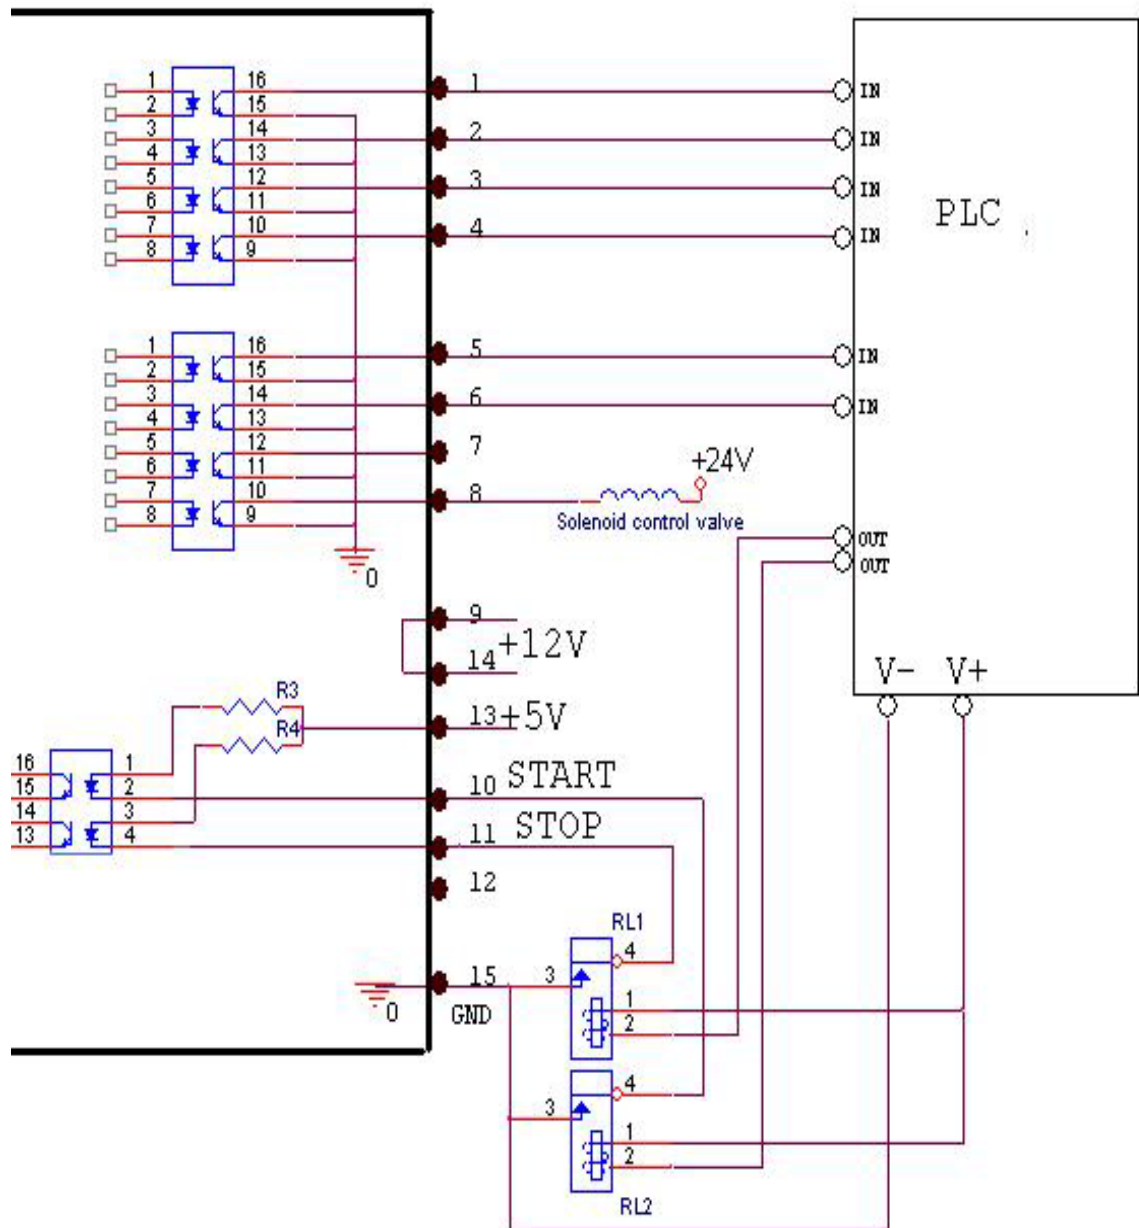 1 16 1 IN
2 15
3 14 2 IN
4 13
5 12 3 IN
6 11
7 10 4 IN
8 9
PLC
1 16 5 IN
2 15
3 14 6 IN
4 13
5 12 7
6 11
7 10 8
8 9
+24V
Solenoid control valve
OUT
OUT
0
9
+12V
14
V- V+
R3
13 +5V
R4
16 1
15 2
14 3
13 4
10 START
11 STOP
12
RL1
4
15 3
0 GND
1
2
4
3
1
2
RL2